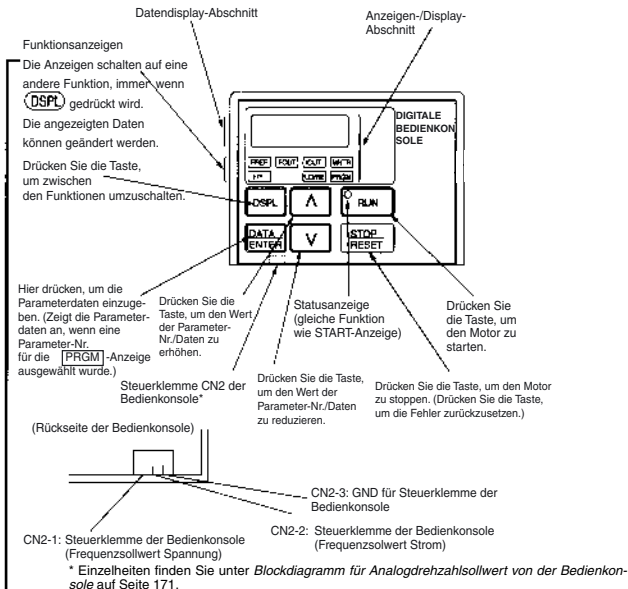 Datendisplay-Abschnitt
Anzeigen-/Display-
Abschnitt
Funktionsanzeigen
Die Anzeigen schalten auf eine
andere Funktion, immer wenn
DSPL gedrückt wird.
Die angezeigten Daten
können geändert werden.
Drücken Sie die Taste,
um zwischen
den Funktionen umzuschalten.
DIGITALE
BEDIENKON
SOLE
FREF FOUT IOUT MNTR
F/R LO/RE PRGM
DSPL
Λ
RUN
DATA
ENTER
V
STOP
RESET
Hier drücken, um die
Parameterdaten einzuge-
ben. (Zeigt die Parameter-
daten an, wenn eine
Parameter-Nr.
für die PRGM -Anzeige
ausgewählt wurde.)
Drücken Sie die
Taste, um den Wert
der Parameter-
Nr./Daten zu
erhöhen.
Statusanzeige
(gleiche Funktion
wie START-Anzeige)
Drücken Sie
die Taste, um
den Motor zu
starten.
Steuerklemme CN2 der
Bedienkonsole*
Drücken Sie die Taste,
um den Wert der
Parameter-Nr./Daten
zu reduzieren.
Drücken Sie die Taste, um den Motor
zu stoppen. (Drücken Sie die Taste,
um die Fehler zurückzusetzen.)
(Rückseite der Bedienkonsole)
CN2-3: GND für Steuerklemme der
Bedienkonsole
CN2-2: Steuerklemme der Bedienkonsole
(Frequenzsolwert Strom)
CN2-1: Steuerklemme der Bedienkonsole
(Frequenzsollwert Spannung)
* Einzelheiten finden Sie unter Blockdiagramm für Analogdrehzahlsollwert von der Bedienkon-
sole auf Seite 171.